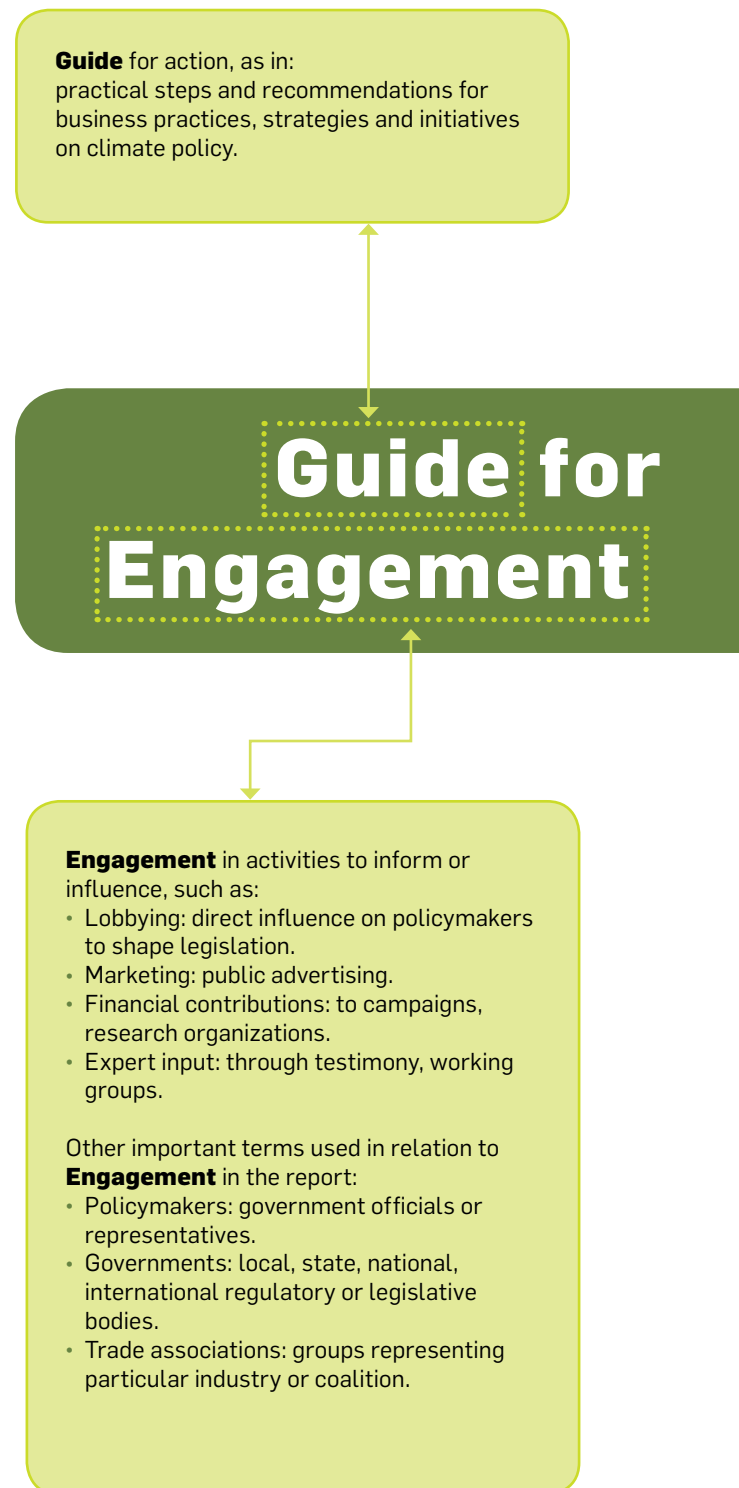 Guide for action, as in:
practical steps and recommendations for
business practices, strategies and initiatives
on climate policy.
Guide for
Engagement
Engagement in activities to inform or
influence, such as:
• Lobbying: direct influence on policymakers
to shape legislation.
• Marketing: public advertising.
• Financial contributions: to campaigns,
research organizations.
• Expert input: through testimony, working
groups.
Other important terms used in relation to
Engagement in the report:
• Policymakers: government officials or
representatives.
• Governments: local, state, national,
international regulatory or legislative
bodies.
• Trade associations: groups representing
particular industry or coalition.